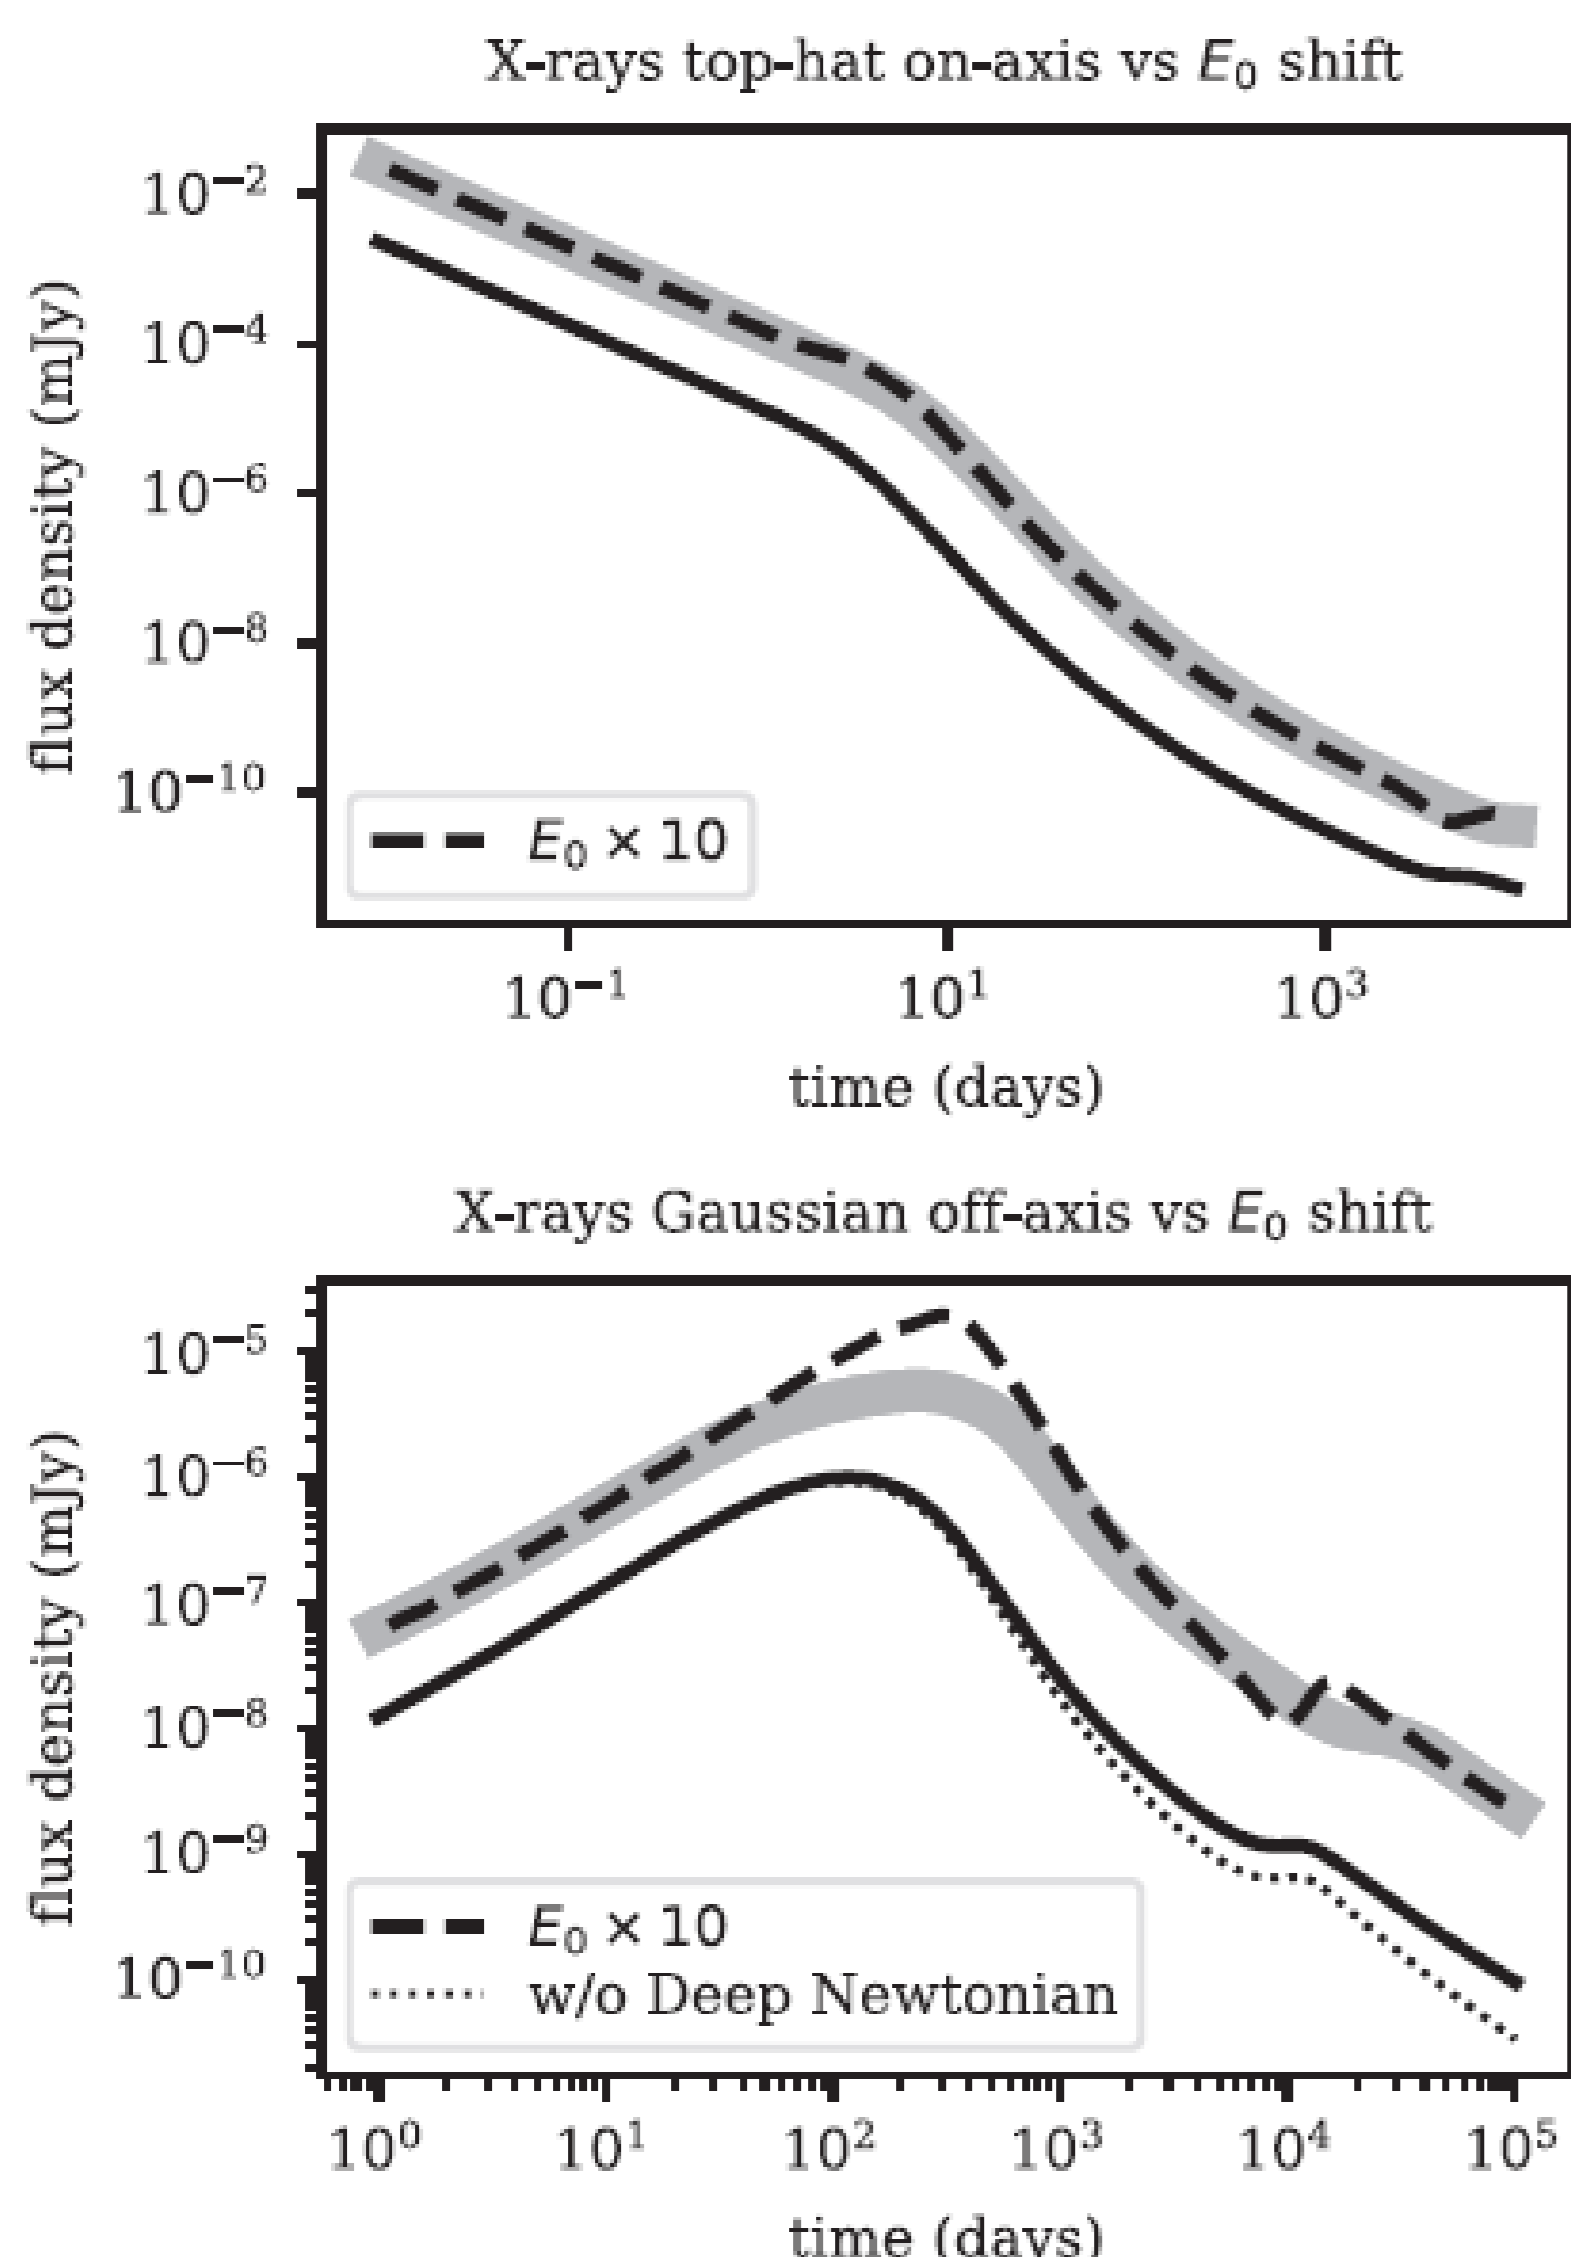 X-rays top-hat on-axis vs E₀ shift
flux density (mJy)
10⁻²
10⁻⁴
10⁻⁶
10⁻⁸
10⁻¹⁰
E₀ × 10
10⁻¹ 10¹ 10³
time (days)
X-rays Gaussian off-axis vs E₀ shift
flux density (mJy)
10⁻⁵
10⁻⁶
10⁻⁷
10⁻⁸
10⁻⁹
10⁻¹⁰
E₀ × 10
w/o Deep Newtonian
10⁰ 10¹ 10² 10³ 10⁴ 10⁵
time (days)